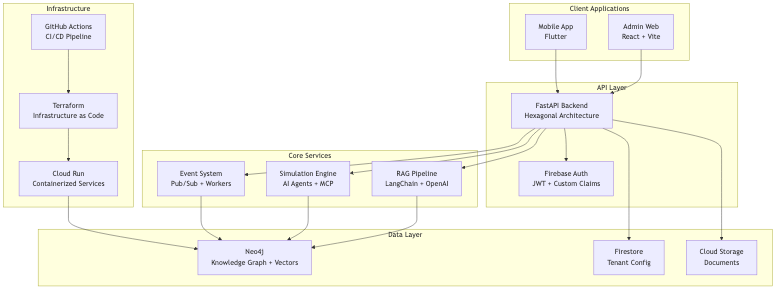 Infrastructure
GitHub Actions
CI/CD Pipeline
Terraform
Infrastructure as Code
Cloud Run
Containerized Services
Client Applications
Mobile App
Flutter
Admin Web
React + Vite
API Layer
FastAPI Backend
Hexagonal Architecture
Firebase Auth
JWT + Custom Claims
Core Services
Event System
Pub/Sub + Workers
Simulation Engine
AI Agents + MCP
RAG Pipeline
LangChain + OpenAI
Data Layer
Neo4j
Knowledge Graph + Vectors
Firestore
Tenant Config
Cloud Storage
Documents